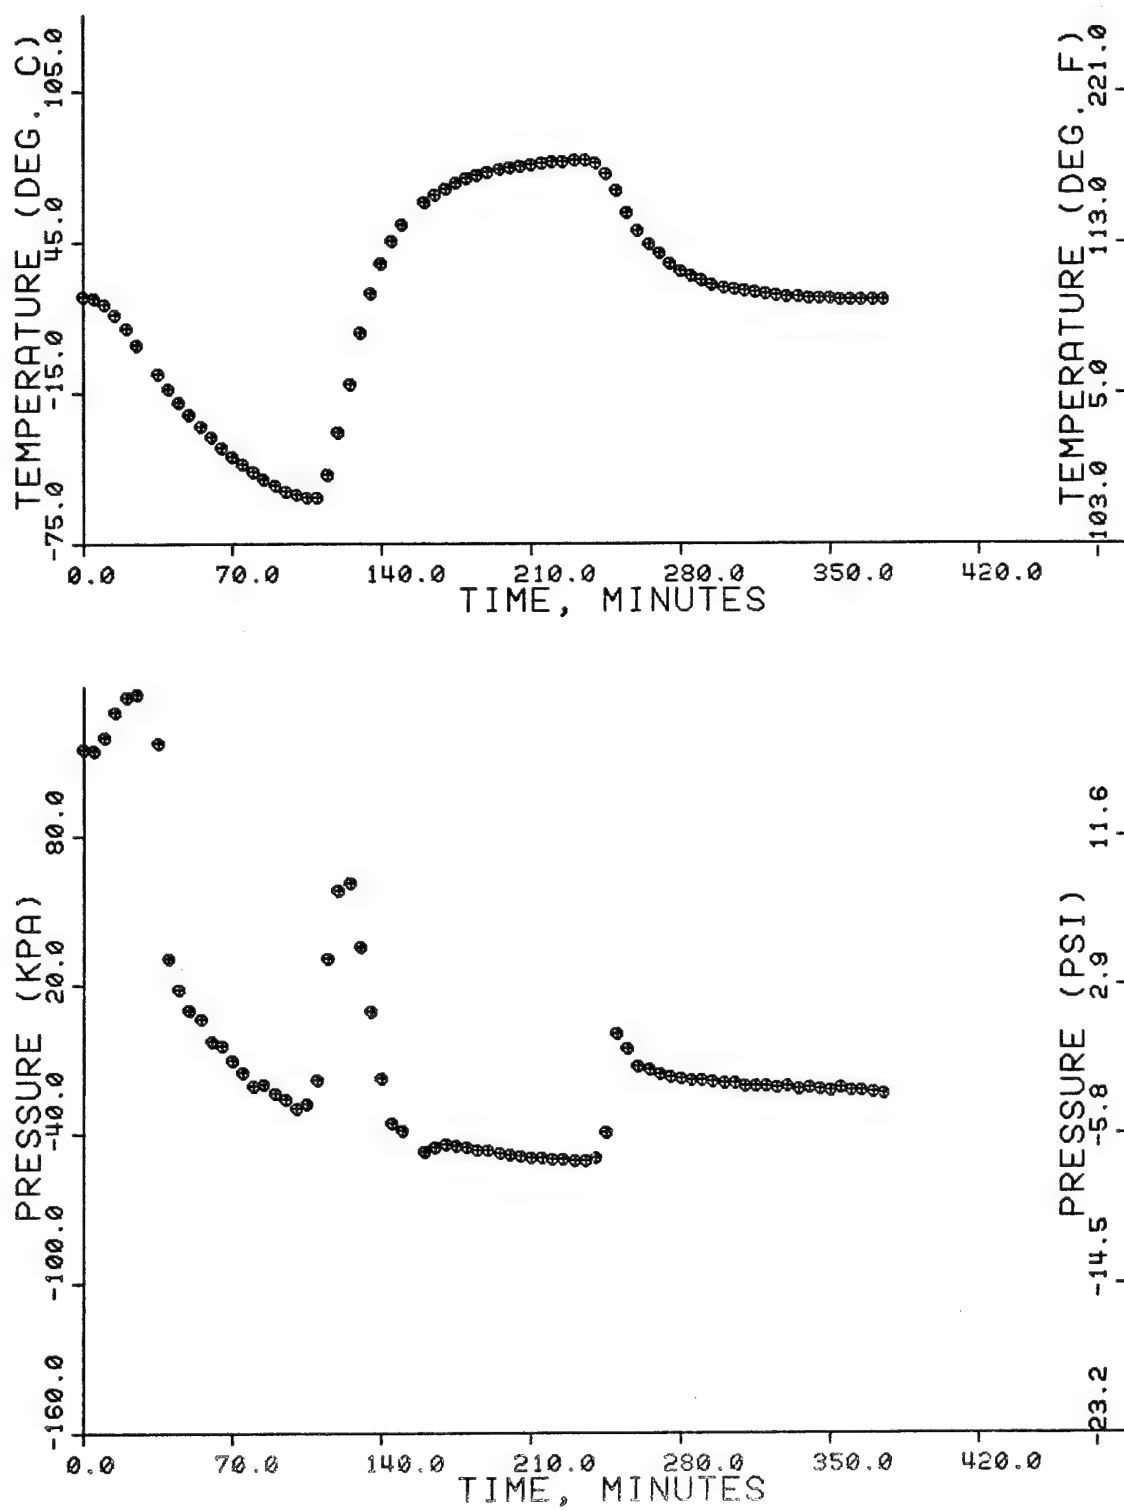 TEMPERATURE (DEG. C)
105.0
45.0
-15.0
-75.0
TEMPERATURE (DEG. F)
221.0
113.0
5.0
-103.0
0.0 70.0 140.0 210.0 280.0 350.0 420.0
TIME, MINUTES
PRESSURE (KPA)
80.0
20.0
-40.0
-100.0
-160.0
PRESSURE (PSI)
11.6
2.9
-5.8
-14.5
-23.2
0.0 70.0 140.0 210.0 280.0 350.0 420.0
TIME, MINUTES